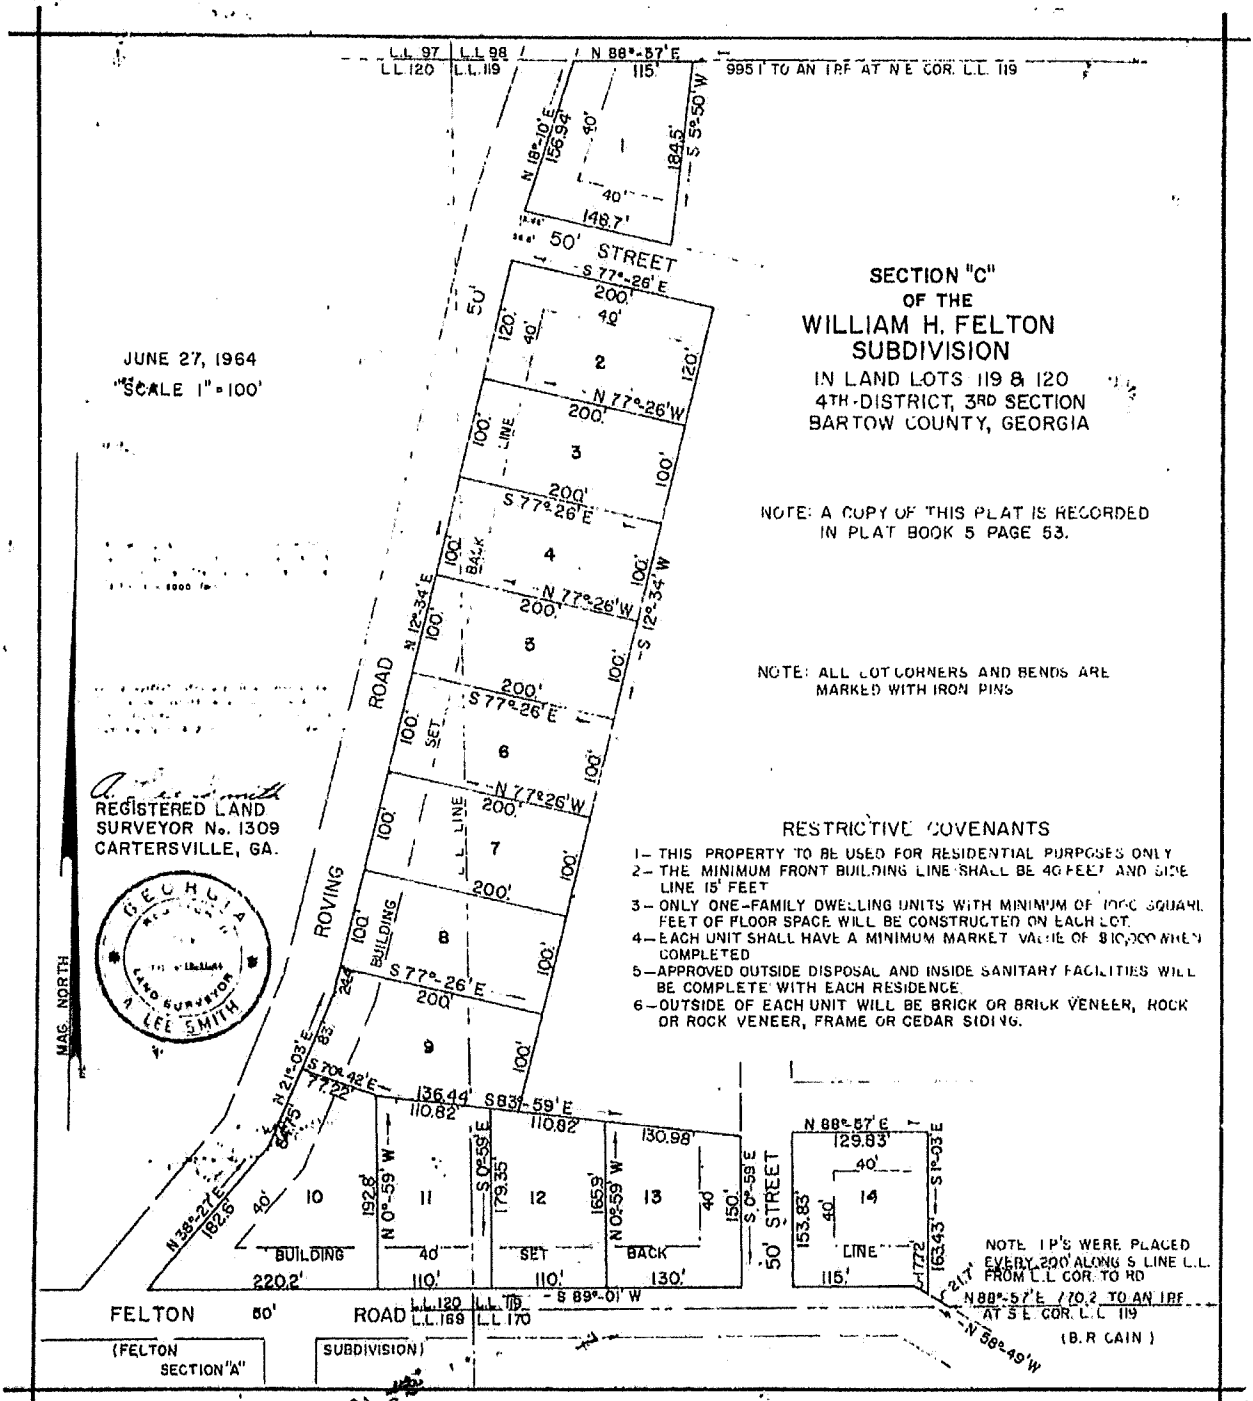 L.L. 97 L.L. 98
L.L. 120 L.L. 119
N 88°-57' E
115.'
995.1' TO AN IRF AT N E COR. L.L. 119
N 18°-10' E
156.94'
40'
1
184.5'
S 5°-50' W
40'
148.7'
50' STREET
S 77°-26' E
200.'
50'
120.'
40'
40'
2
120.'
N 77°-26' W
200.'
100.'
LINE
3
100.'
200.'
S 77°-26' E
100.'
BACK
4
100.'
N 77°-26' W
200.'
N 12°-34' E
S 12°-34' W
100.'
5
100.'
200.'
S 77°-26' E
ROAD
100.'
SET
6
100.'
N 77°-26' W
200.'
100.'
L.L. LINE
7
100.'
200.'
ROVING
100.'
BUILDING
8
100.'
S 77°-26' E
200.'
244'
83.'
9
100.'
N 21°-03' E
S 70°-42' E
77.22'
136.44'
S 83°-59' E
110.82'
110.82'
130.98'
N 38°-27' E
182.6'
40'
10
192.8'
N 0°-59' W
11
S 0°-59' E
179.35'
12
165.9'
N 0°-59' W
13
40'
150.'
S 0°-59' E
50' STREET
N 88°-57' E
129.83'
40'
153.83'
40'
14
163.43'
S 1°-03' E
BUILDING 40' SET BACK LINE
220.2' 110.' 110.' 130.' 115.'
17.72'
21.7'
S 89°-01' W
FELTON 50' ROAD
L.L. 120 L.L. 119
L.L. 169 L.L. 170
(FELTON SUBDIVISION)
SECTION "A"
N 58°-49' W
SECTION "C"
OF THE
WILLIAM H. FELTON
SUBDIVISION
IN LAND LOTS 119 & 120
4TH DISTRICT, 3RD SECTION
BARTOW COUNTY, GEORGIA
JUNE 27, 1964
SCALE 1" = 100'
NOTE: A COPY OF THIS PLAT IS RECORDED
IN PLAT BOOK 5 PAGE 53.
NOTE: ALL LOT CORNERS AND BENDS ARE
MARKED WITH IRON PINS
A. Lee Smith
REGISTERED LAND
SURVEYOR No. 1309
CARTERSVILLE, GA.
GEORGIA
LAND SURVEYOR
A. LEE SMITH
MAG. NORTH
RESTRICTIVE COVENANTS
1– THIS PROPERTY TO BE USED FOR RESIDENTIAL PURPOSES ONLY
2– THE MINIMUM FRONT BUILDING LINE SHALL BE 40 FEET AND SIDE
LINE 15' FEET
3– ONLY ONE-FAMILY DWELLING UNITS WITH MINIMUM OF 1000 SQUARE
FEET OF FLOOR SPACE WILL BE CONSTRUCTED ON EACH LOT.
4– EACH UNIT SHALL HAVE A MINIMUM MARKET VALUE OF $10,000 WHEN
COMPLETED
5– APPROVED OUTSIDE DISPOSAL AND INSIDE SANITARY FACILITIES WILL
BE COMPLETE WITH EACH RESIDENCE.
6– OUTSIDE OF EACH UNIT WILL BE BRICK OR BRICK VENEER, ROCK
OR ROCK VENEER, FRAME OR CEDAR SIDING.
NOTE I P'S WERE PLACED
EVERY 200' ALONG S LINE L.L.
FROM L.L COR. TO RD
N 88°-57' E 770.2 TO AN IRF
AT S E. COR. L.L 119
(B.R CAIN)